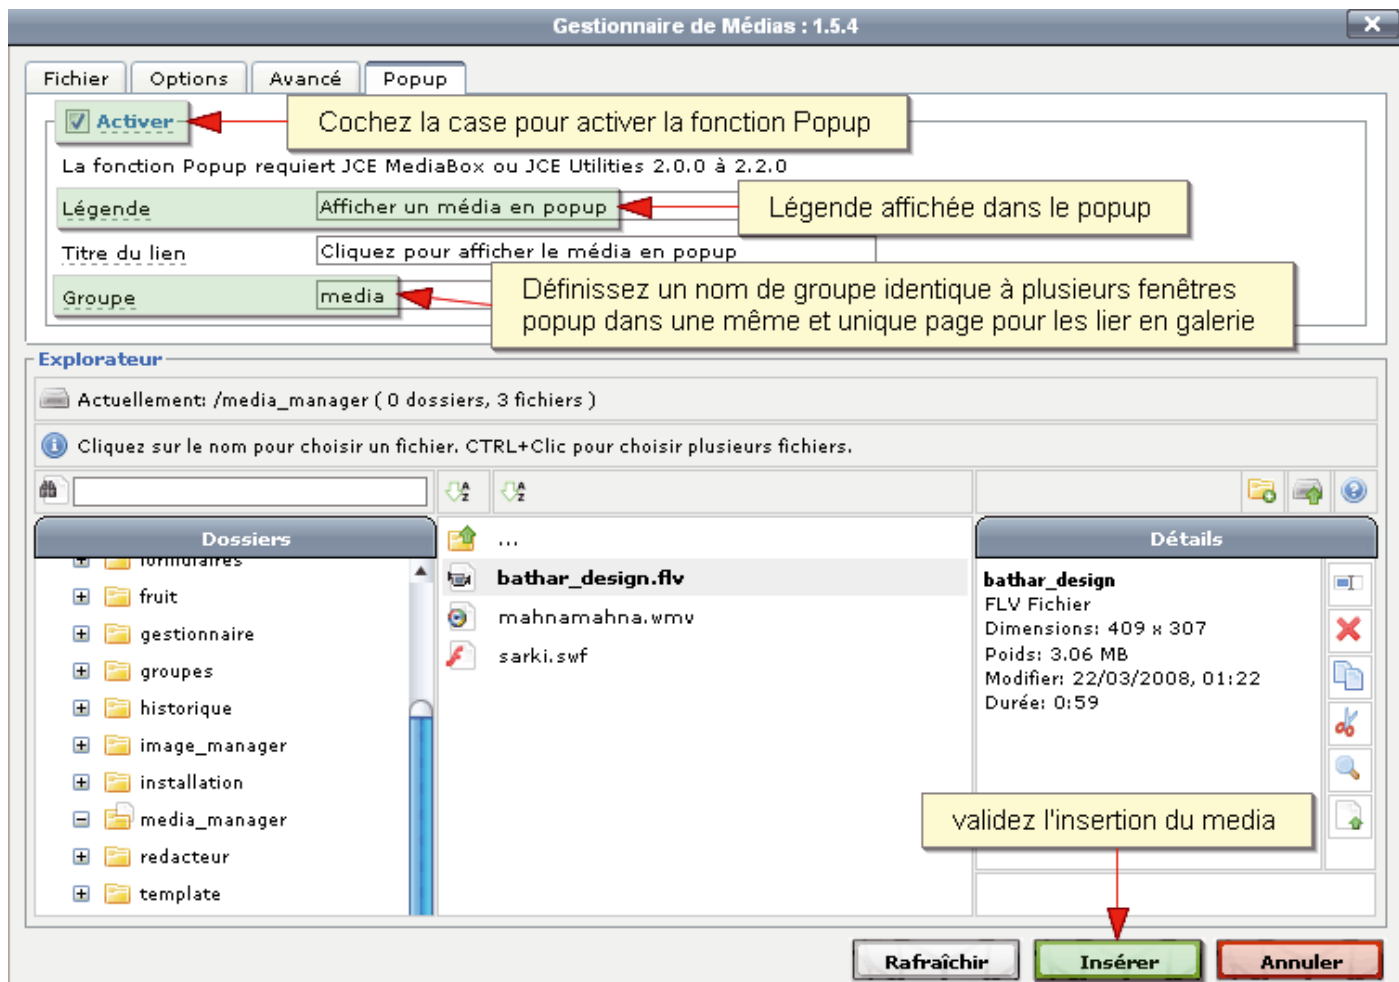 Gestionnaire de Médias : 1.5.4
Fichier Options Avancé Popup
Activer Cochez la case pour activer la fonction Popup
La fonction Popup requiert JCE MediaBox ou JCE Utilities 2.0.0 à 2.2.0
Légende Afficher un média en popup Légende affichée dans le popup
Titre du lien Cliquez pour afficher le média en popup
Groupe media Définissez un nom de groupe identique à plusieurs fenêtres
popup dans une même et unique page pour les lier en galerie
Explorateur
Actuellement: /media_manager ( 0 dossiers, 3 fichiers )
Cliquez sur le nom pour choisir un fichier. CTRL+Clic pour choisir plusieurs fichiers.
Dossiers ... Détails
formulaires
fruit
gestionnaire
groupes
historique
image_manager
installation
media_manager
redacteur
template
bathar_design.flv
mahnamahna.wmv
sarki.swf
bathar_design
FLV Fichier
Dimensions: 409 x 307
Poids: 3.06 MB
Modifier: 22/03/2008, 01:22
Durée: 0:59
validez l'insertion du media
Rafraîchir Insérer Annuler